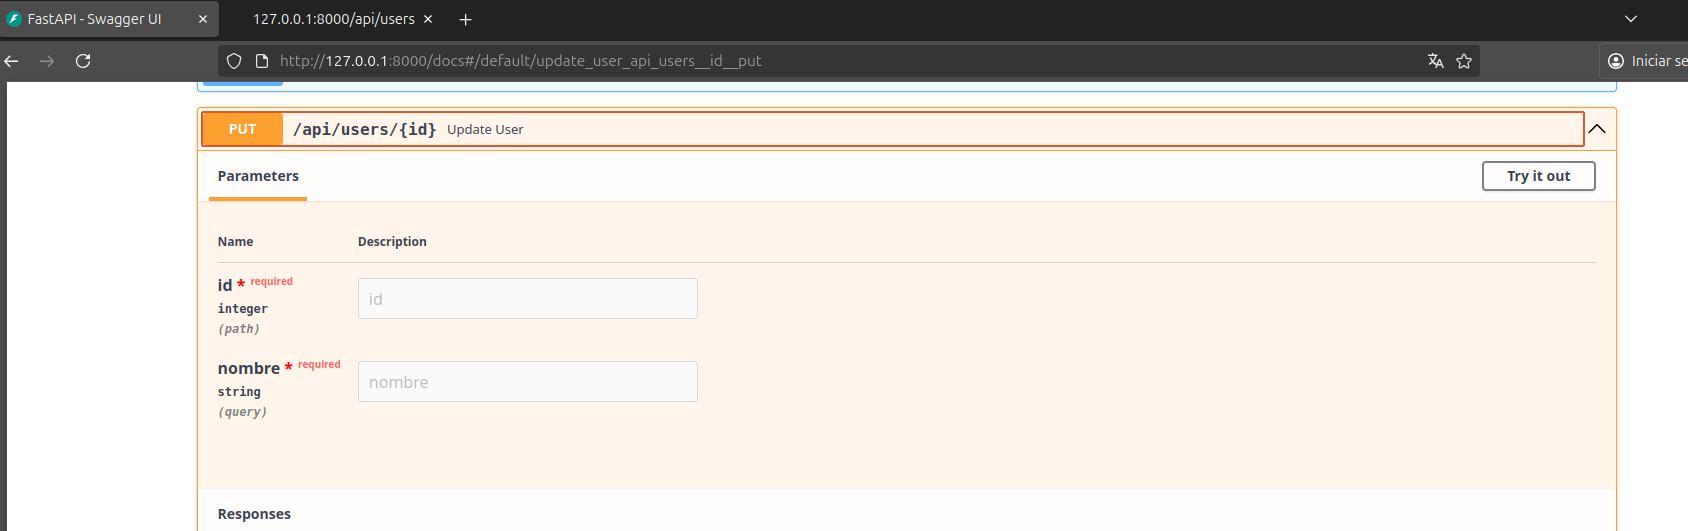 FastAPI - Swagger UI
127.0.0.1:8000/api/users
http://127.0.0.1:8000/docs#/default/update_user_api_users__id__put
Iniciar se
PUT /api/users/{id} Update User
Parameters
Try it out
Name Description
id * required
integer
(path)
id
nombre * required
string
(query)
nombre
Responses